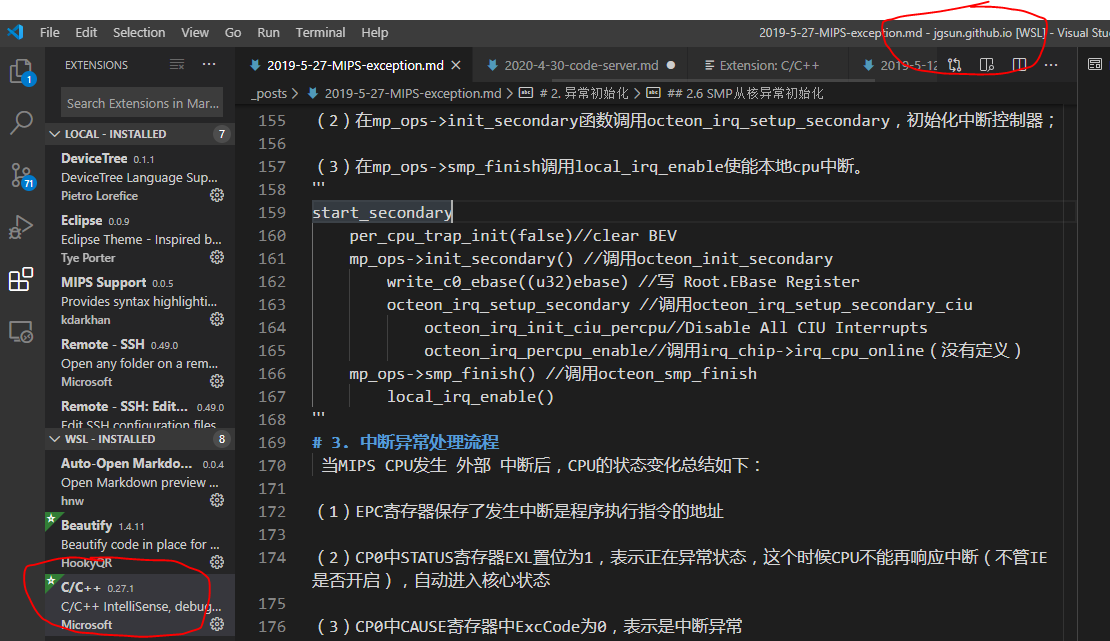 File Edit Selection View Go Run Terminal Help 2019-5-27-MIPS-exception.md - jgsun.github.io [WSL] - Visual Stu
EXTENSIONS
1
71
Search Extensions in Mar...
LOCAL - INSTALLED 7
DeviceTree 0.1.1
DeviceTree Language Sup...
Pietro Lorefice
Eclipse 0.0.9
Eclipse Theme - Inspired b...
Tye Porter
MIPS Support 0.0.5
Provides syntax highlighti...
kdarkhan
Remote - SSH 0.49.0
Open any folder on a rem...
Microsoft
Remote - SSH: Edit... 0.49.0
Edit SSH configuration files
WSL - INSTALLED 8
Auto-Open Markdo... 0.0.4
Open Markdown preview ...
hnw
Beautify 1.4.11
Beautify code in place for ...
HookyQR
C/C++ 0.27.1
C/C++ IntelliSense, debug...
Microsoft
2019-5-27-MIPS-exception.md 2020-4-30-code-server.md Extension: C/C++ 2019-5-12
_posts > 2019-5-27-MIPS-exception.md > # 2. 异常初始化 > ## 2.6 SMP从核异常初始化
155 （2）在mp_ops->init_secondary函数调用octeon_irq_setup_secondary，初始化中断控制器；
156
157 （3）在mp_ops->smp_finish调用local_irq_enable使能本地cpu中断。
158 '''
159 start_secondary
160 per_cpu_trap_init(false)//clear BEV
161 mp_ops->init_secondary() //调用octeon_init_secondary
162 write_c0_ebase((u32)ebase) //写 Root.EBase Register
163 octeon_irq_setup_secondary //调用octeon_irq_setup_secondary_ciu
164 octeon_irq_init_ciu_percpu//Disable All CIU Interrupts
165 octeon_irq_percpu_enable//调用irq_chip->irq_cpu_online（没有定义）
166 mp_ops->smp_finish() //调用octeon_smp_finish
167 local_irq_enable()
168 '''
169 # 3. 中断异常处理流程
170 当MIPS CPU发生 外部 中断后，CPU的状态变化总结如下：
171
172 （1）EPC寄存器保存了发生中断是程序执行指令的地址
173
174 （2）CP0中STATUS寄存器EXL置位为1，表示正在异常状态，这个时候CPU不能再响应中断（不管IE
是否开启），自动进入核心状态
175
176 （3）CP0中CAUSE寄存器中ExcCode为0，表示是中断异常